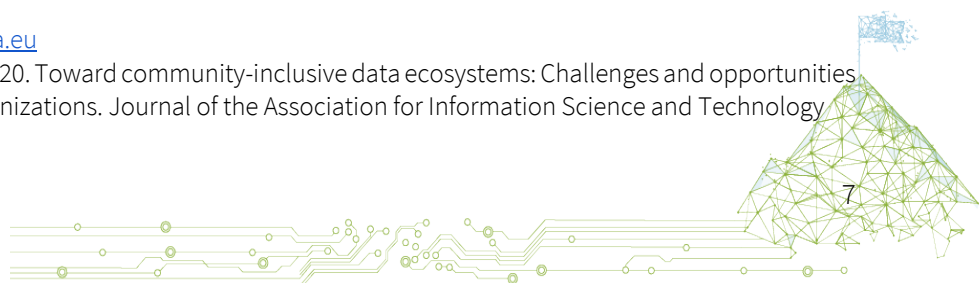 a.eu
20. Toward community-inclusive data ecosystems: Challenges and opportunities
nizations. Journal of the Association for Information Science and Technology
7